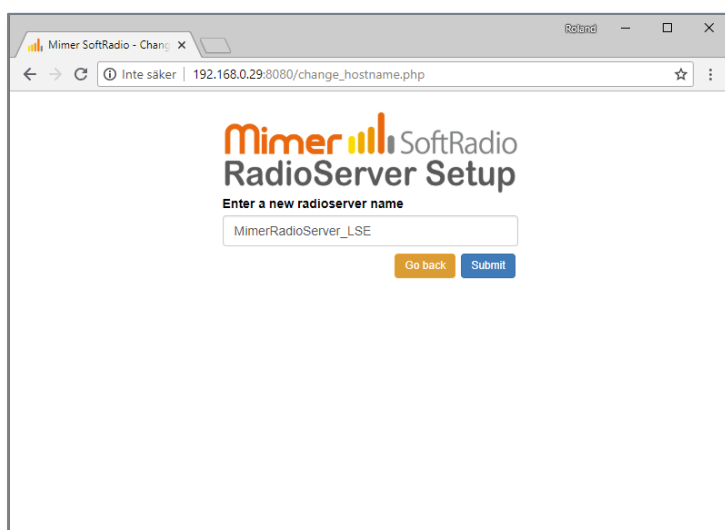 Roland
Mimer SoftRadio - Chang
Inte säker | 192.168.0.29:8080/change_hostname.php
Mimer SoftRadio
RadioServer Setup
Enter a new radioserver name
MimerRadioServer_LSE
Go back Submit